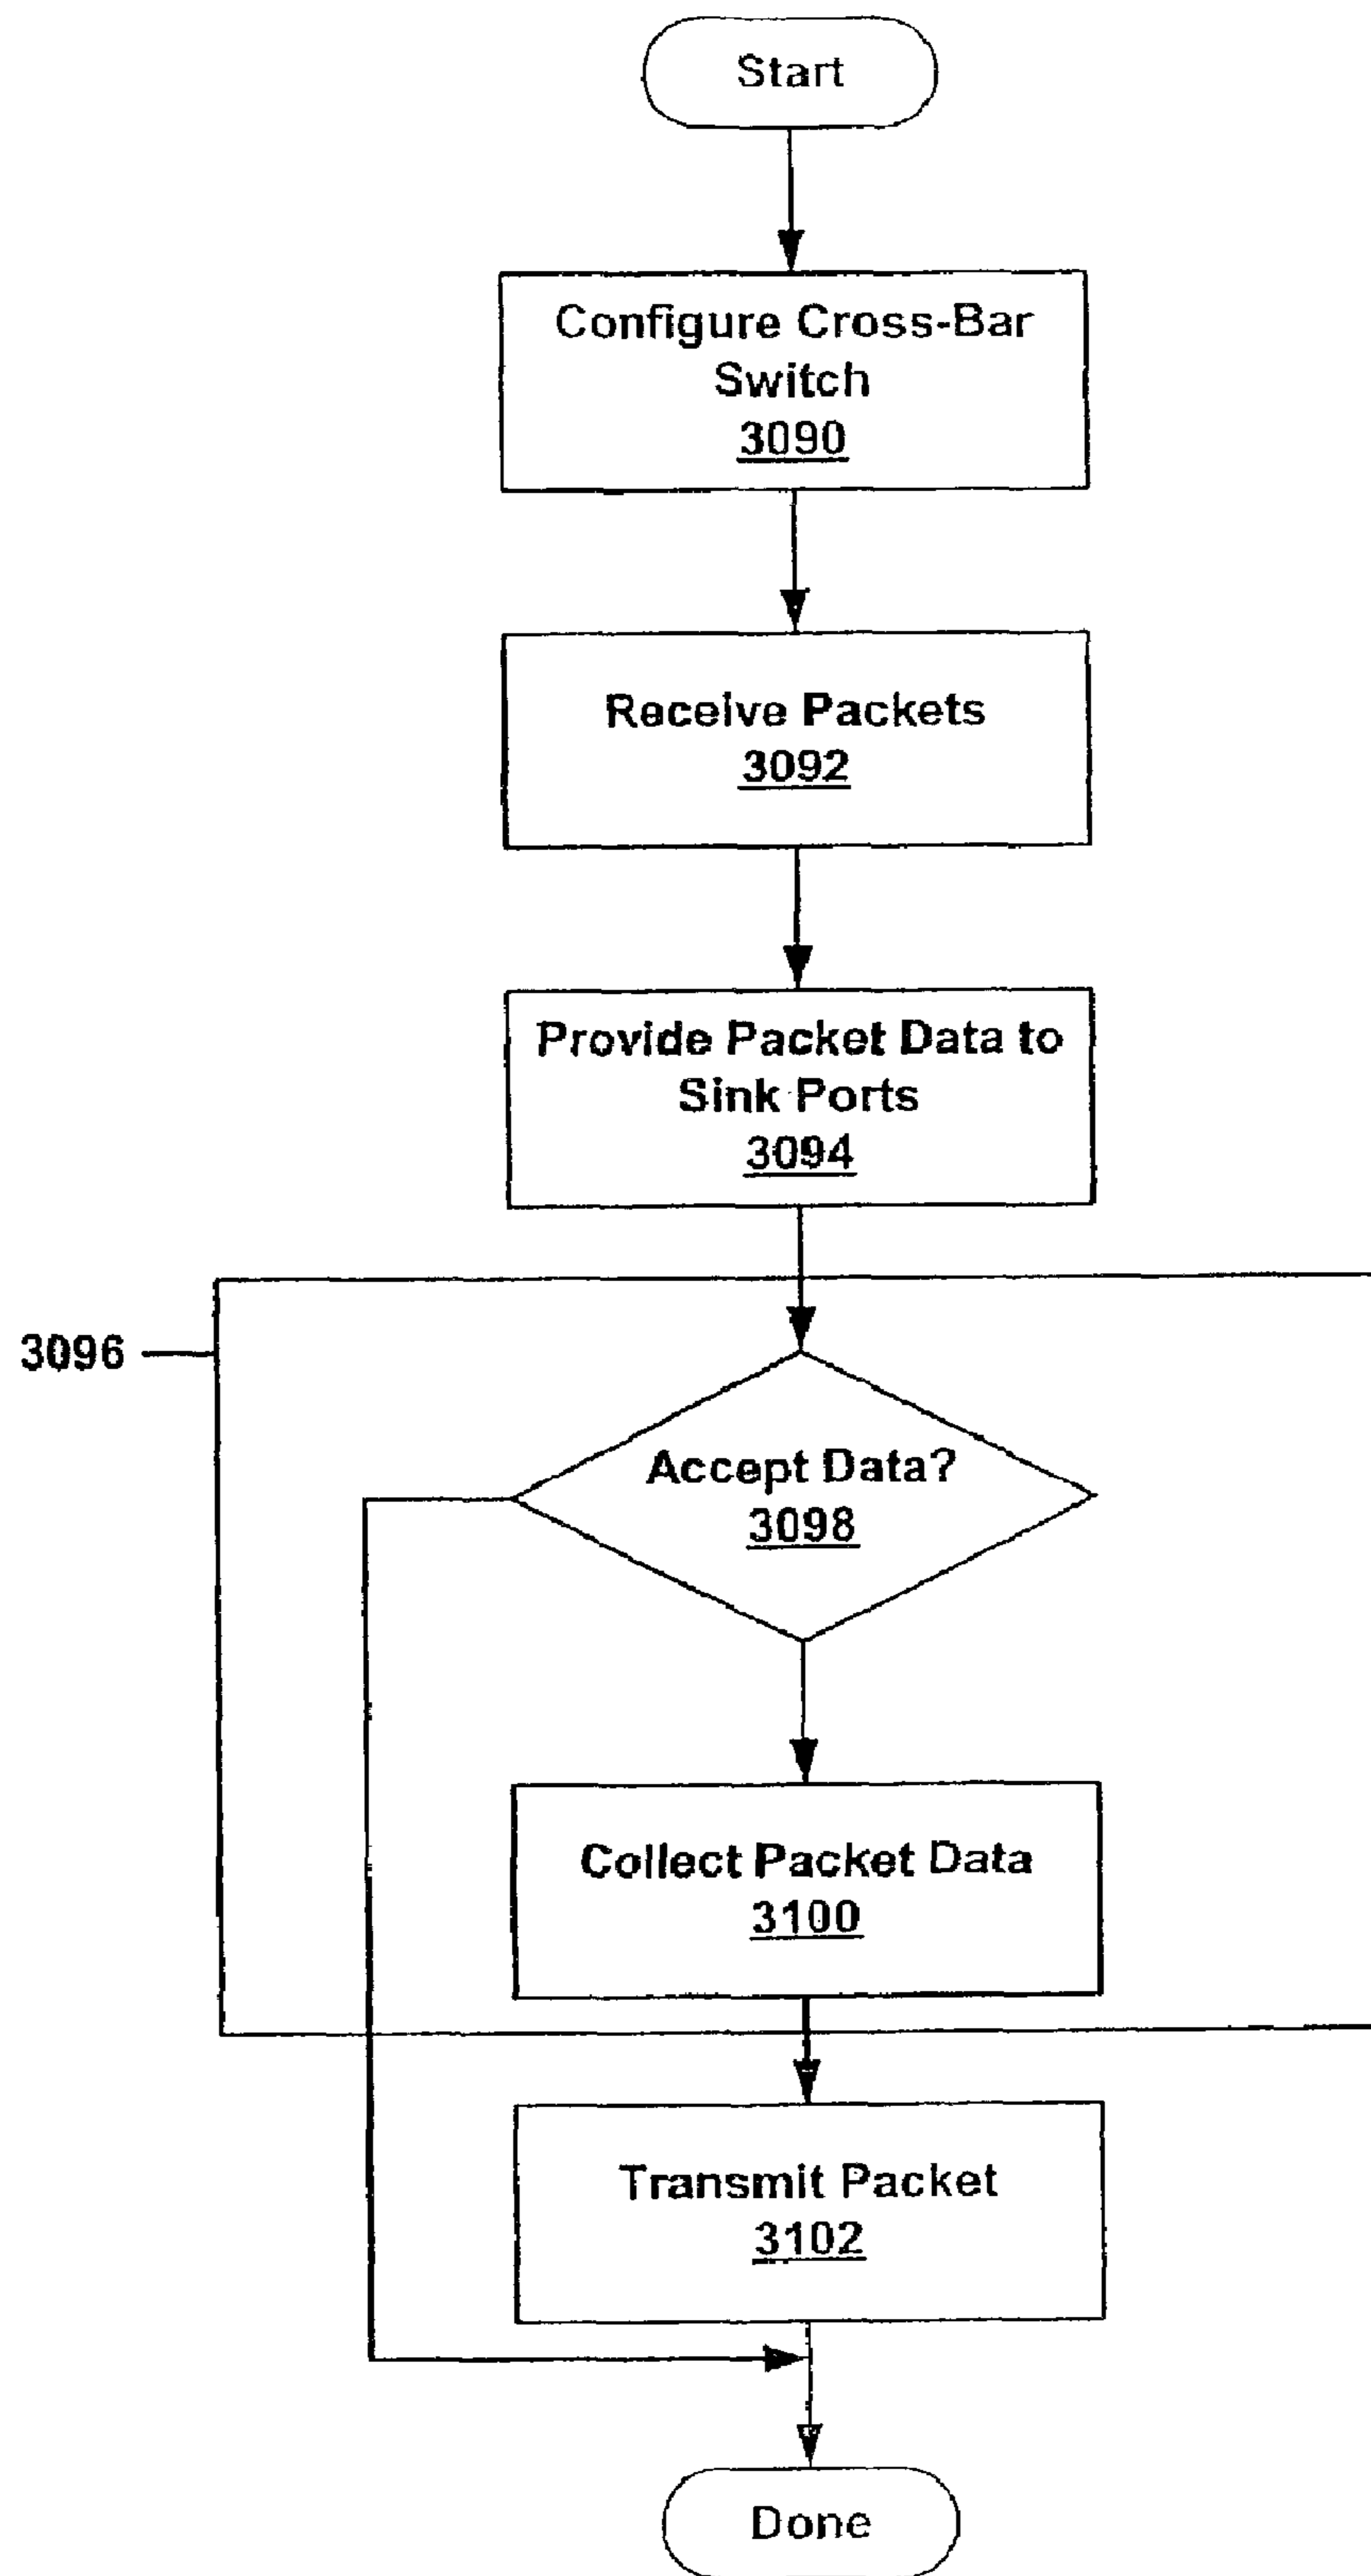 Start
Configure Cross-Bar
Switch
3090
Receive Packets
3092
Provide Packet Data to
Sink Ports
3094
3096
Accept Data?
3098
Collect Packet Data
3100
Transmit Packet
3102
Done